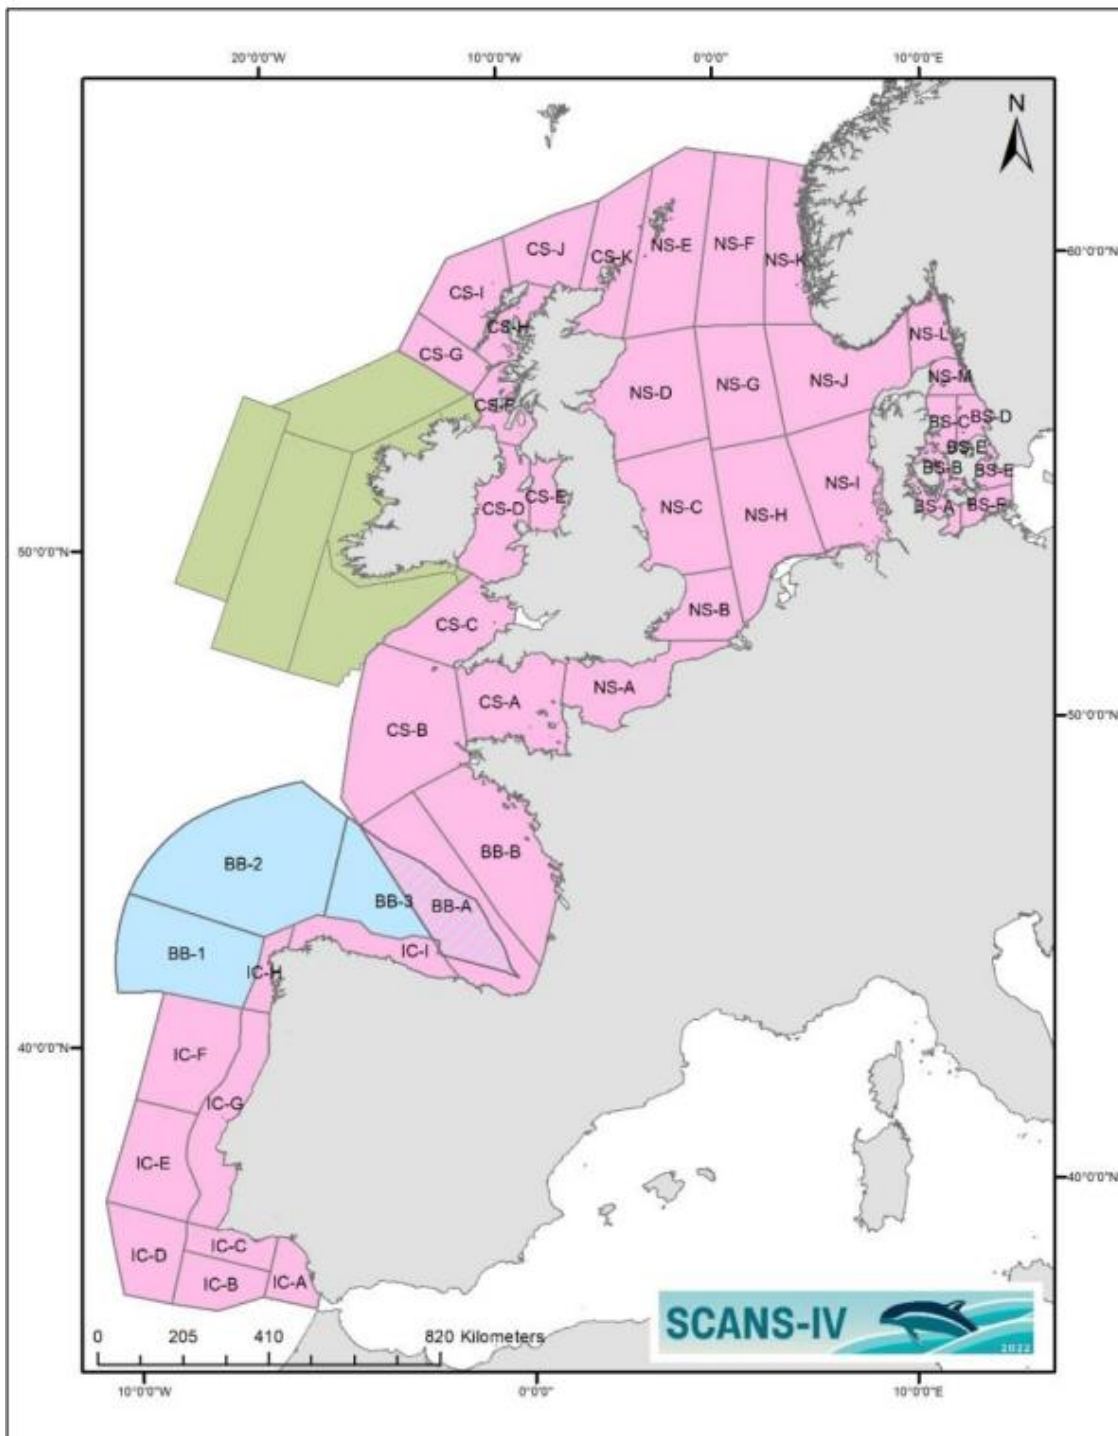 20°0'0"W 10°0'0"W 0°0'0" 10°0'0"E
N
60°0'0"N
CS-J
CS-K
NS-E
NS-F
NS-K
CS-I
CS-H
CS-G
NS-L
NS-M
NS-D
NS-G
NS-J
CS-F
BS-C
BS-D
BS-E
BS-B
BS-E
BS-A
BS-F
CS-D
CS-E
NS-C
NS-H
NS-I
50°0'0"N
NS-B
CS-C
NS-A
CS-A
CS-B
50°0'0"N
BB-B
BB-2
BB-3
BB-A
BB-1
IC-H
IC-I
IC-F
40°0'0"N
IC-G
IC-E
40°0'0"N
IC-D
IC-C
IC-B
IC-A
SCANS-IV
2022
0 205 410 820 Kilometers
10°0'0"W 0°0'0" 10°0'0"E